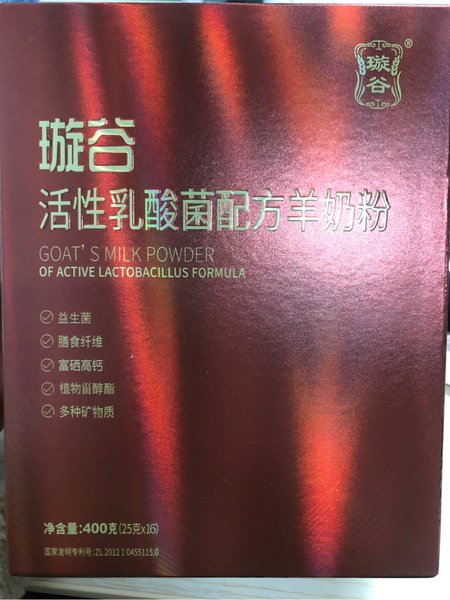 璇谷
®
璇谷
活性乳酸菌配方羊奶粉
GOAT'S MILK POWDER
OF ACTIVE LACTOBACILLUS FORMULA
益生菌
膳食纤维
富硒高钙
植物甾醇酯
多种矿物质
净含量:400克(25克x16)
国家发明专利号:ZL 2012 1 0455115.0